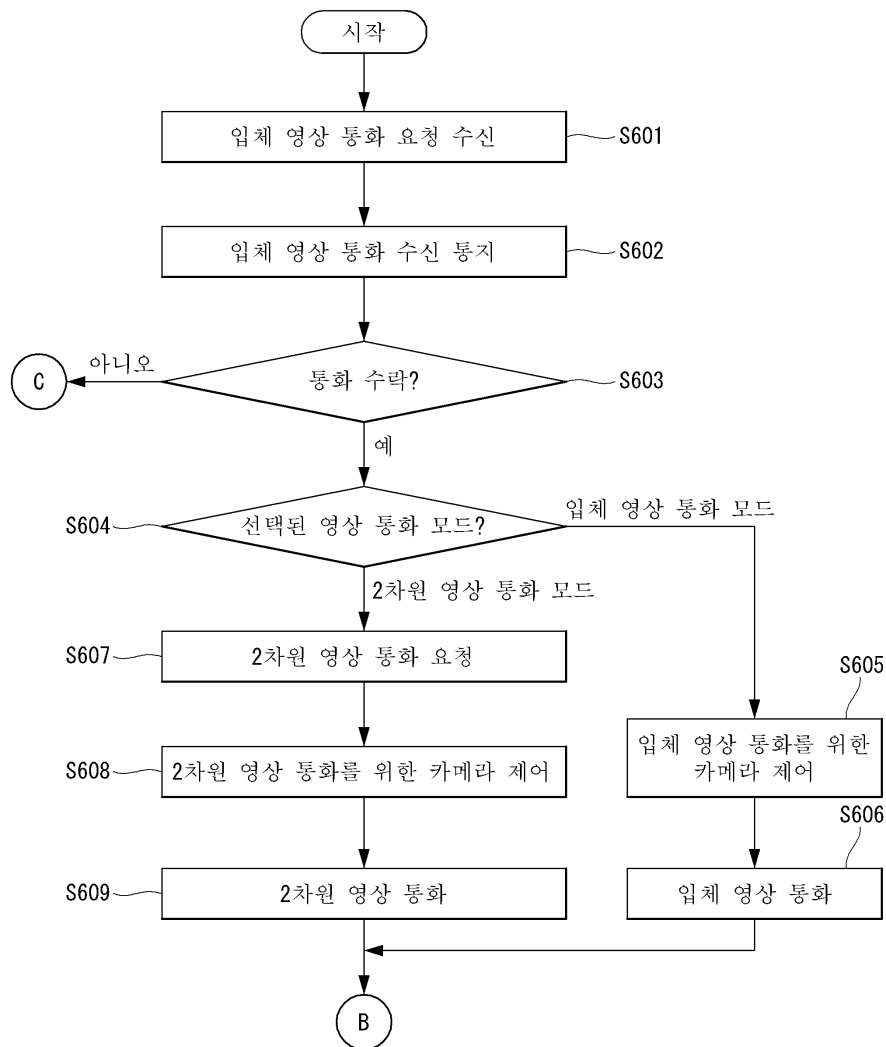 시작
입체 영상 통화 요청 수신
S601
입체 영상 통화 수신 통지
S602
아니오
C
통화 수락?
S603
예
S604
선택된 영상 통화 모드?
입체 영상 통화 모드
2차원 영상 통화 모드
S607
2차원 영상 통화 요청
S605
입체 영상 통화를 위한
카메라 제어
S608
2차원 영상 통화를 위한 카메라 제어
S606
입체 영상 통화
S609
2차원 영상 통화
B